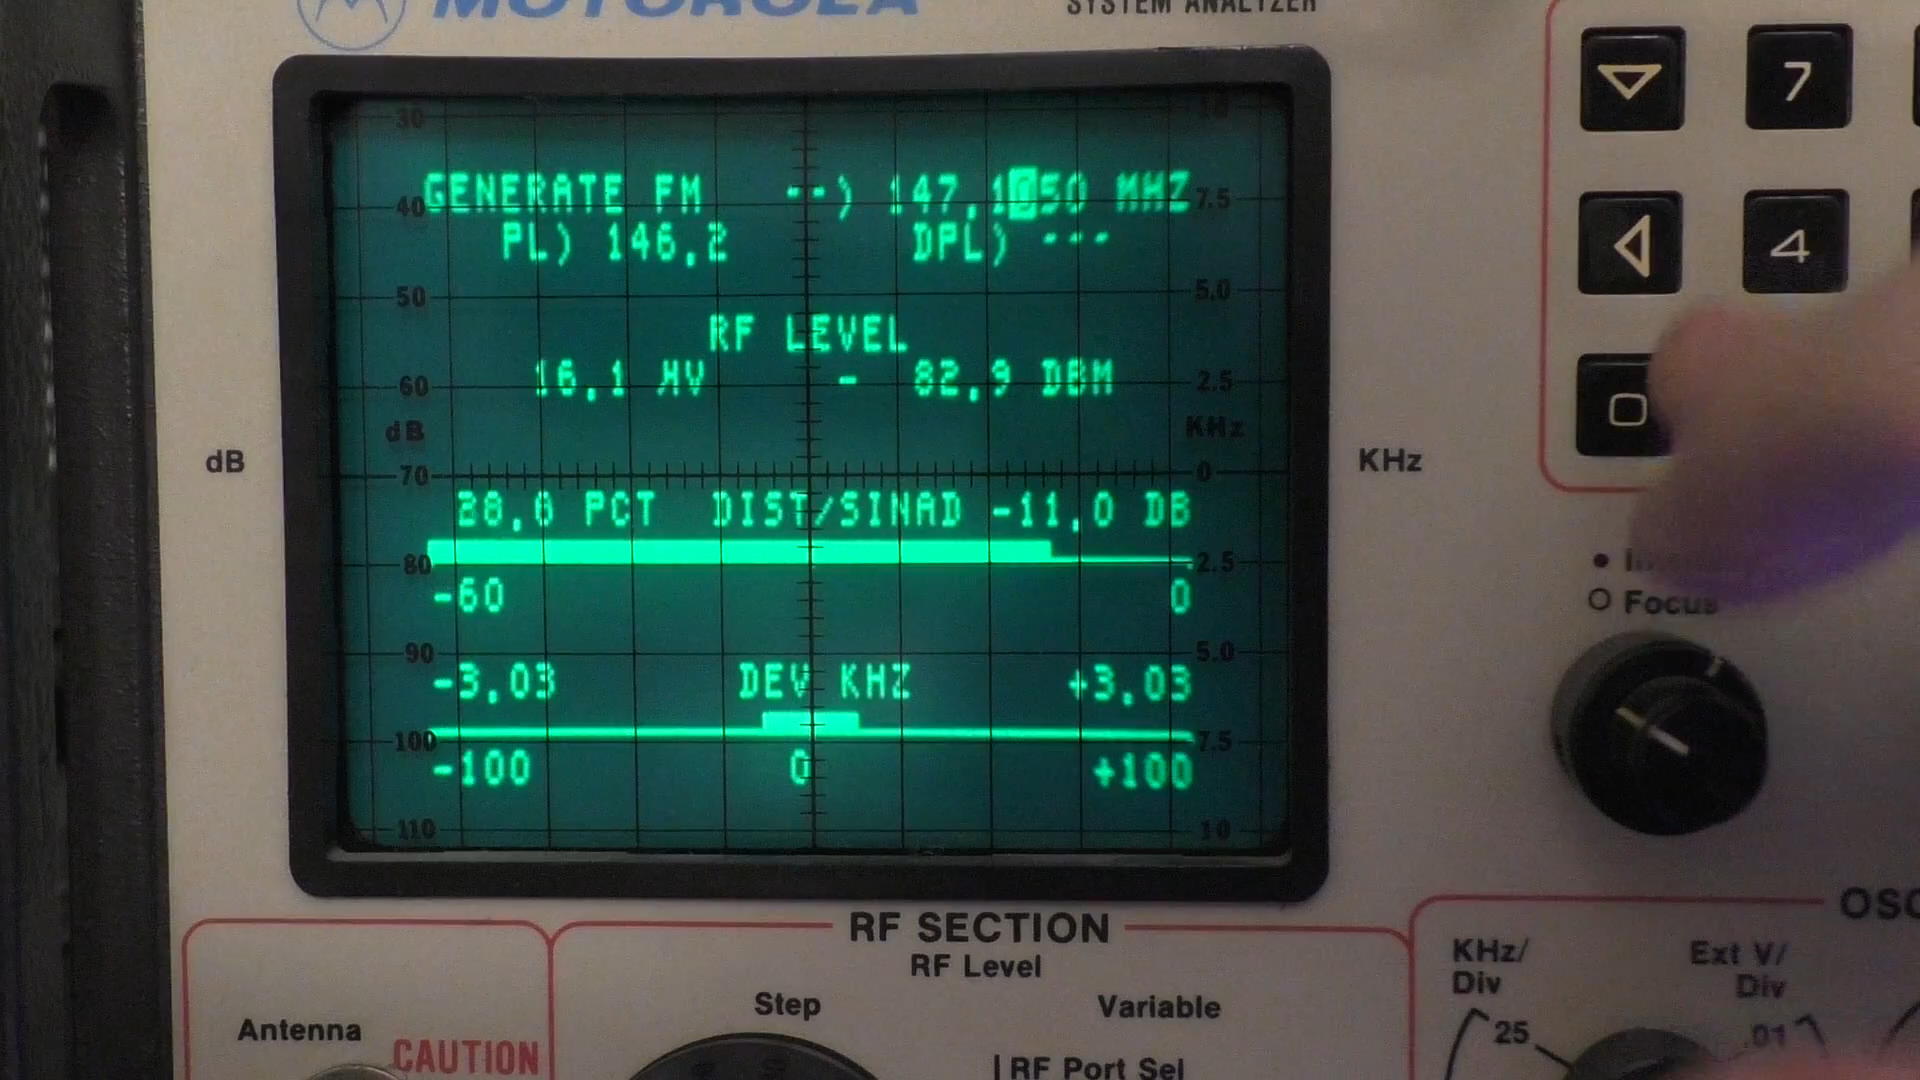 MOTOROLA
SYSTEM ANALYZER
30 10
GENERATE FM --) 147.1050 MHZ
40 7.5
PL) 146.2 DPL) ---
50 5.0
RF LEVEL
16.1 µV - 82.9 DBM
60 2.5
dB KHz
dB KHz
70 0
PCT DIST/SINAD -11.0 DB
80 2.5
-60 0
90 5.0
-3.03 DEV KHZ +3.03
100 7.5
-100 0 +100
110 10
7
4
0
Focus
RF SECTION
RF Level
Step Variable
Antenna
CAUTION
RF Port Sel
KHz/
Div
Ext V/
Div
25 .01